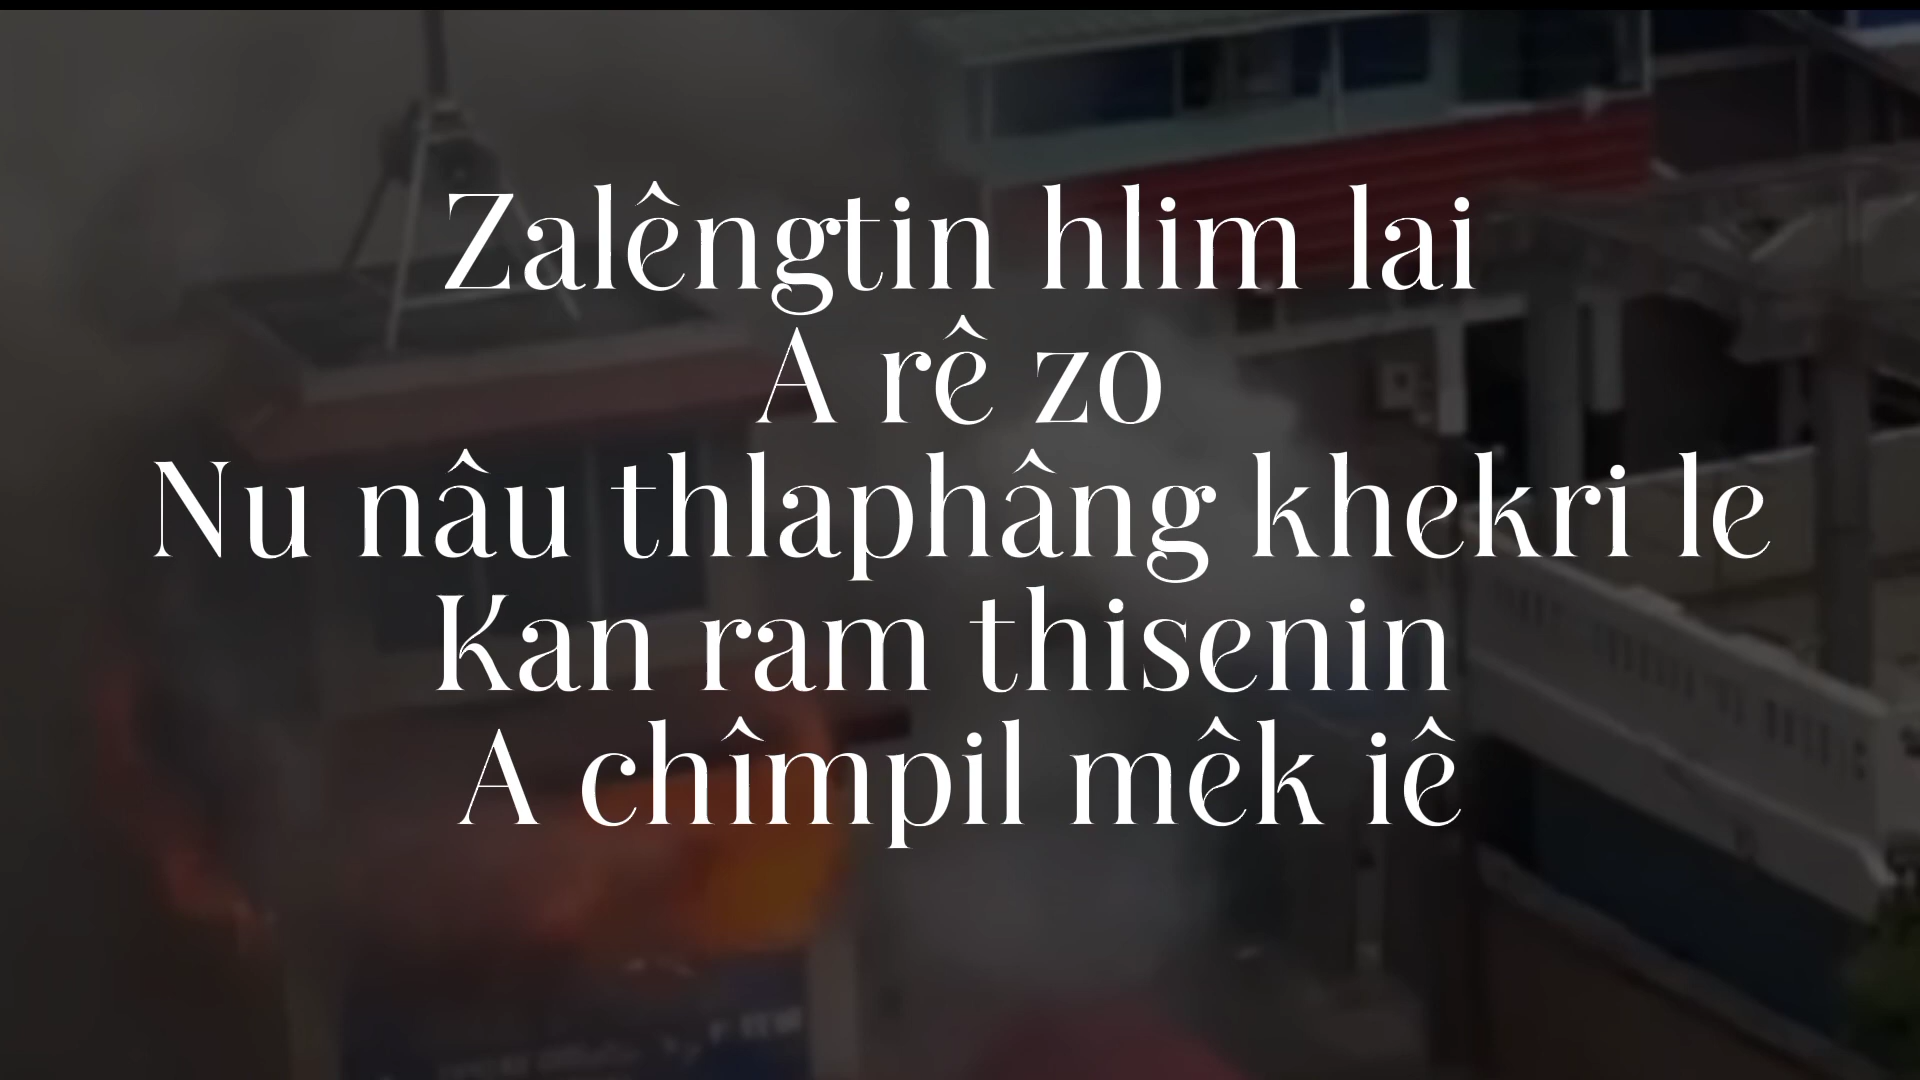 Zalêngtin hlim lai
A rê zo
Nu nâu thlaphâng khekri le
Kan ram thisenin
A chîmpil mêk iê